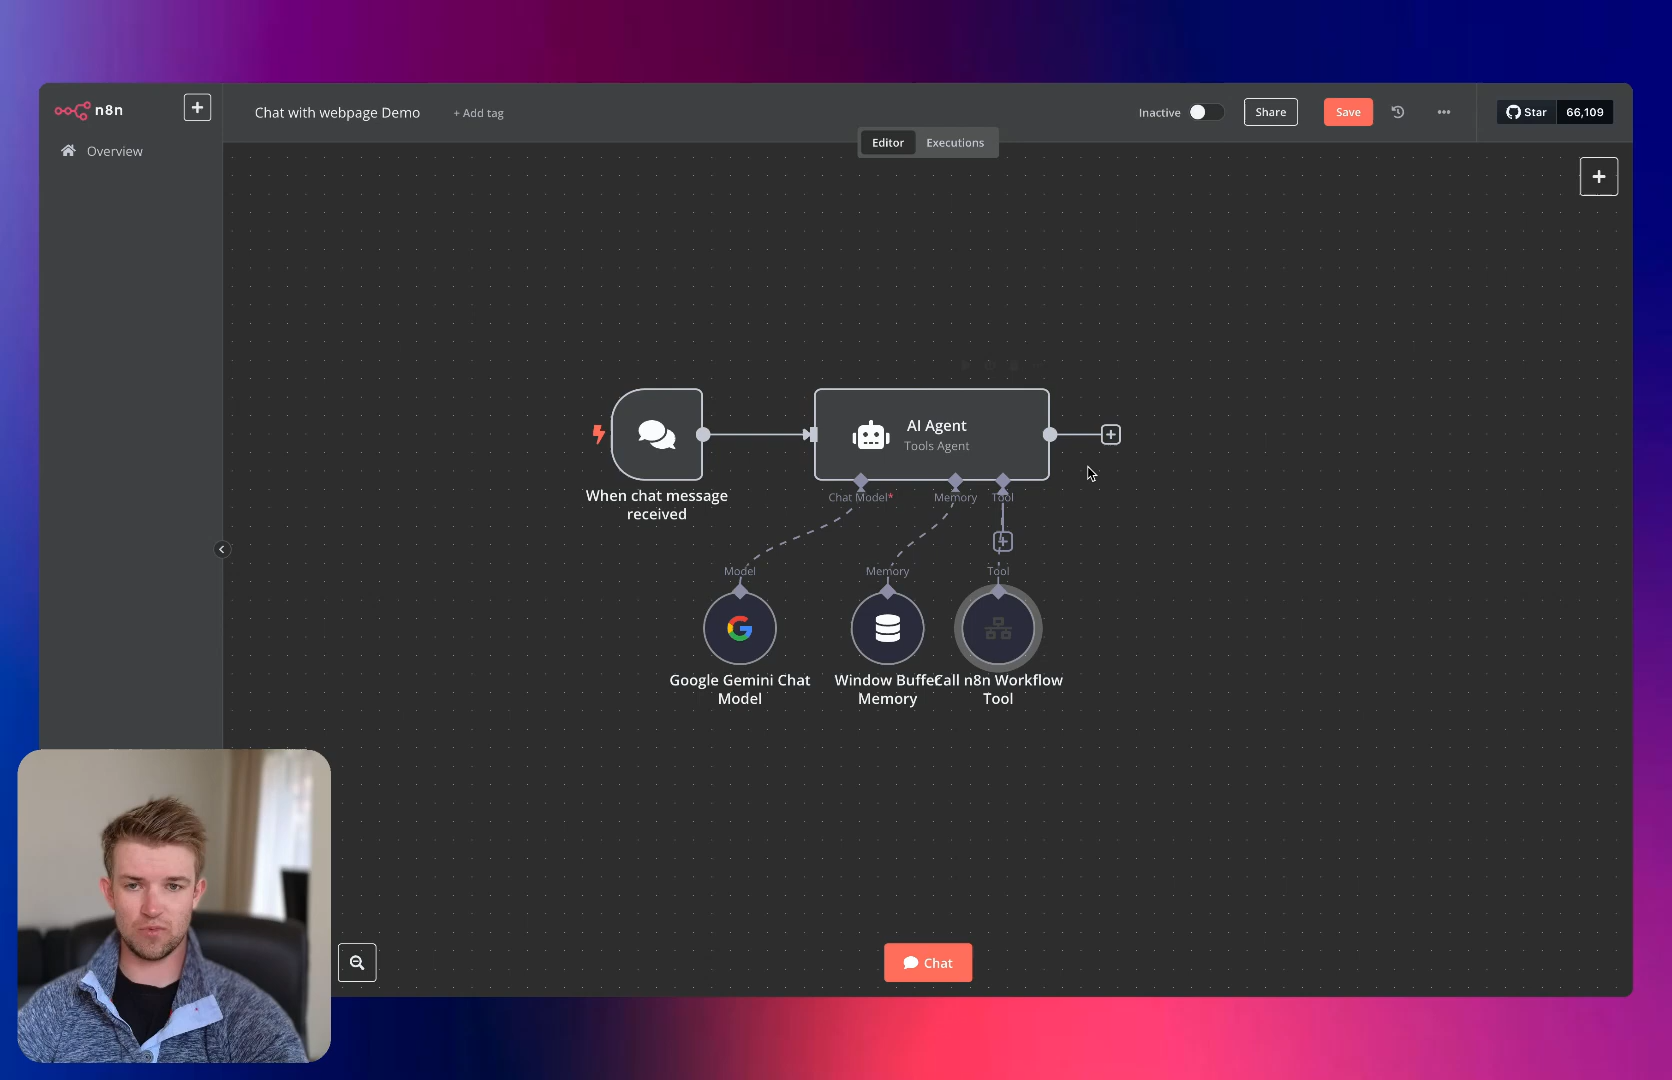 n8n
Chat with webpage Demo
+ Add tag
Inactive
Share
Save
Star
66,109
Editor
Executions
Overview
AI Agent
Tools Agent
Chat Model*
Memory
Tool
When chat message
received
Model
Memory
Tool
Google Gemini Chat
Model
Window Buffer
Memory
Call n8n Workflow
Tool
Chat